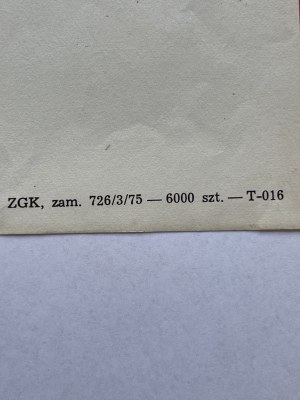 ZGK, zam. 726/3/75 — 6000 szt. — T-016